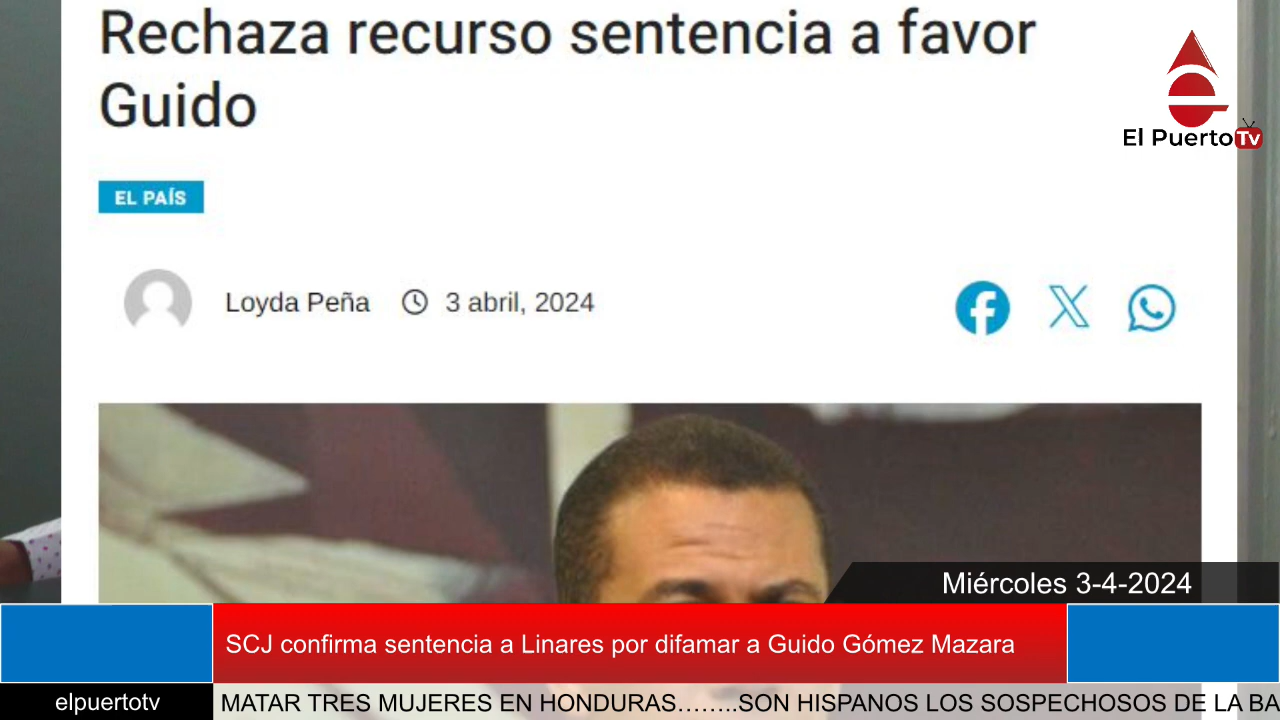 Rechaza recurso sentencia a favor
Guido
El Puerto Tv
EL PAÍS
Loyda Peña 3 abril, 2024
Miércoles 3-4-2024
SCJ confirma sentencia a Linares por difamar a Guido Gómez Mazara
elpuertotv MATAR TRES MUJERES EN HONDURAS........SON HISPANOS LOS SOSPECHOSOS DE LA BA